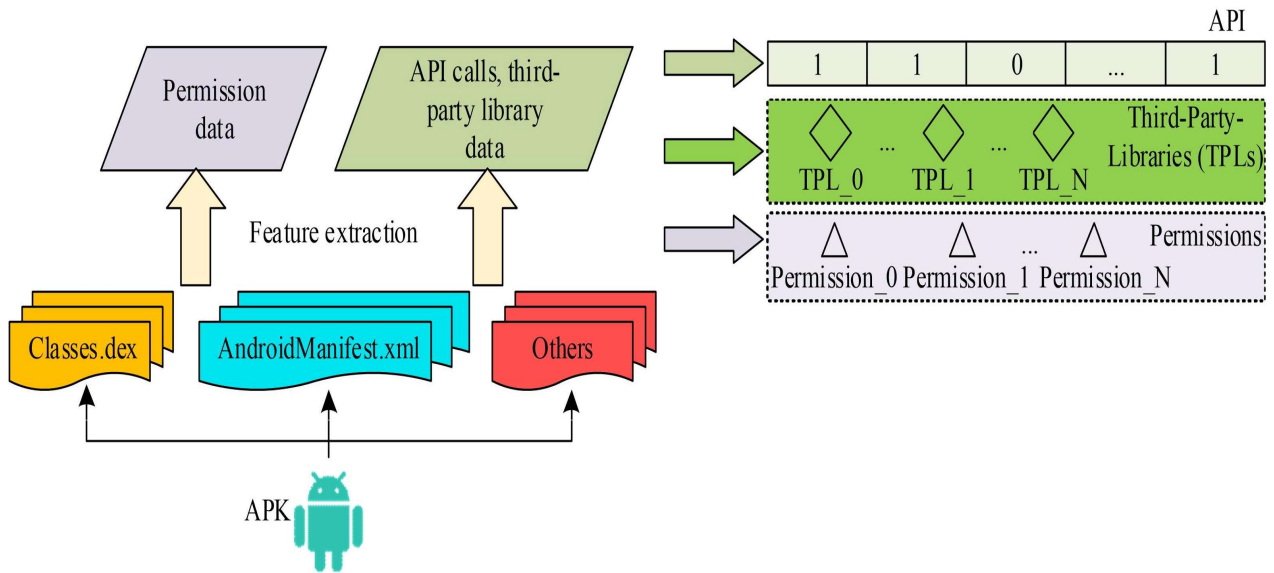 Permission
data
API calls, third-
party library
data
Feature extraction
Classes.dex
AndroidManifest.xml
Others
APK
API
1 1 0 ... 1
Third-Party-
Libraries (TPLs)
... ...
TPL_0 TPL_1 TPL_N
Permissions
...
Permission_0 Permission_1 Permission_N